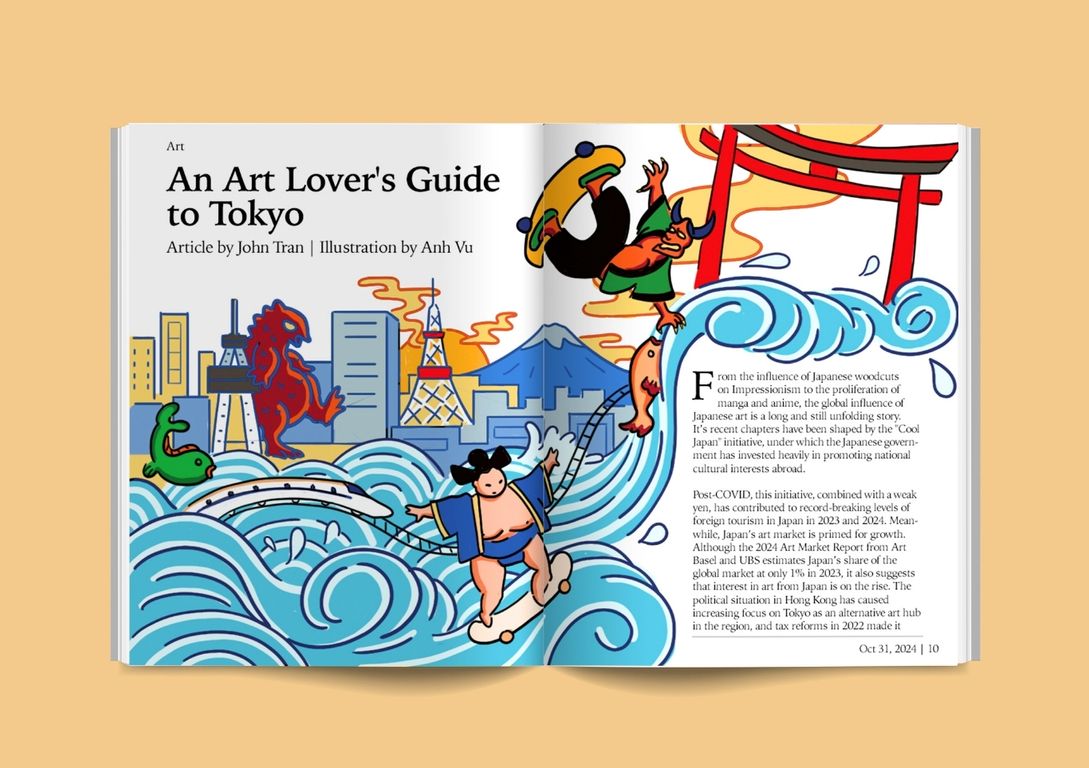 Art
An Art Lover's Guide
to Tokyo
Article by John Tran | Illustration by Anh Vu
From the influence of Japanese woodcuts
on Impressionism to the proliferation of
manga and anime, the global influence of
Japanese art is a long and still unfolding story.
It's recent chapters have been shaped by the "Cool
Japan" initiative, under which the Japanese govern-
ment has invested heavily in promoting national
cultural interests abroad.
Post-COVID, this initiative, combined with a weak
yen, has contributed to record-breaking levels of
foreign tourism in Japan in 2023 and 2024. Mean-
while, Japan's art market is primed for growth.
Although the 2024 Art Market Report from Art
Basel and UBS estimates Japan's share of the
global market at only 1% in 2023, it also suggests
that interest in art from Japan is on the rise. The
political situation in Hong Kong has caused
increasing focus on Tokyo as an alternative art hub
in the region, and tax reforms in 2022 made it
Oct 31, 2024 | 10